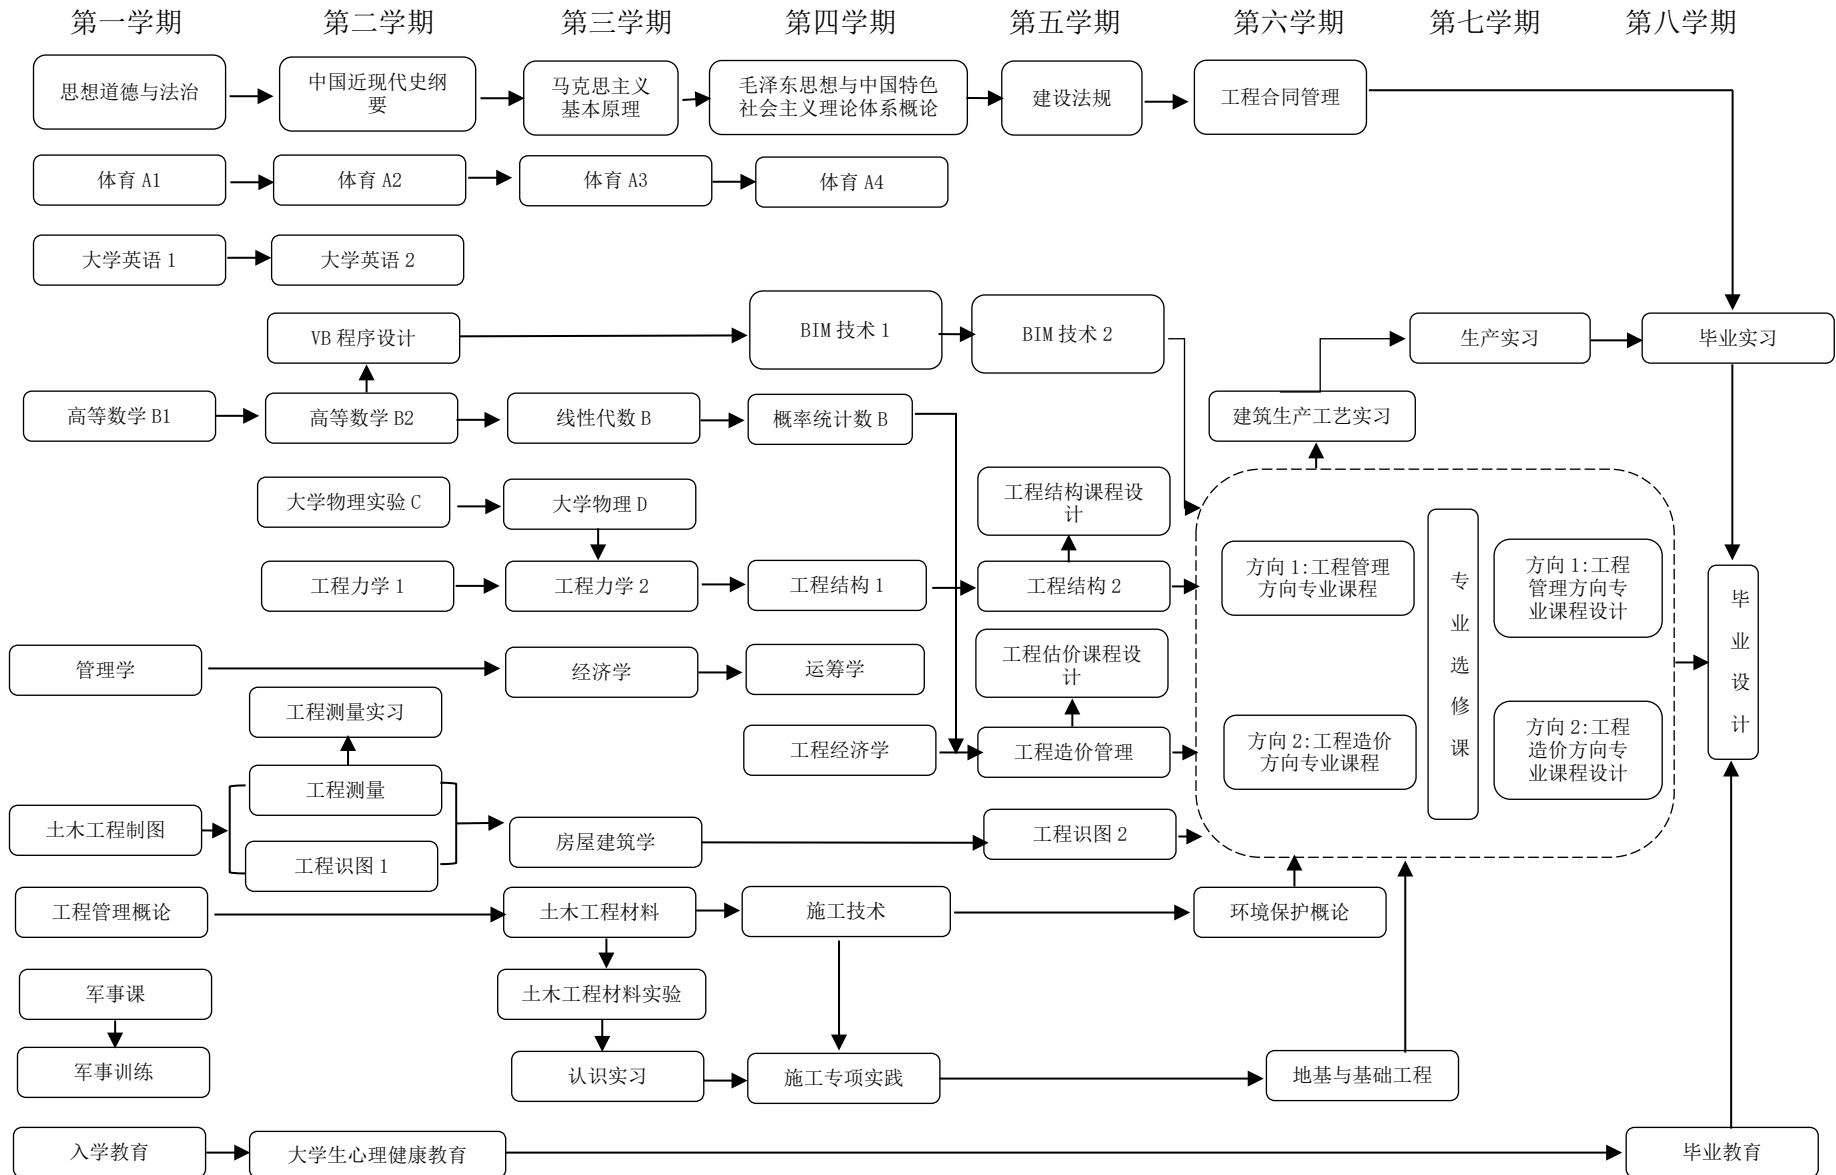 第一学期 第二学期 第三学期 第四学期 第五学期 第六学期 第七学期 第八学期
思想道德与法治
中国近现代史纲
要
马克思主义
基本原理
毛泽东思想与中国特色
社会主义理论体系概论
建设法规
工程合同管理
体育 A1
体育 A2
体育 A3
体育 A4
大学英语 1
大学英语 2
VB 程序设计
BIM 技术 1
BIM 技术 2
生产实习
毕业实习
高等数学 B1
高等数学 B2
线性代数 B
概率统计数 B
建筑生产工艺实习
大学物理实验 C
大学物理 D
工程结构课程设
计
工程力学 1
工程力学 2
工程结构 1
工程结构 2
方向 1:工程管理
方向专业课程
专
业
选
修
课
方向 1:工程
管理方向专
业课程设计
毕
业
设
计
管理学
经济学
运筹学
工程估价课程设
计
工程测量实习
工程经济学
工程造价管理
方向 2:工程造价
方向专业课程
方向 2:工程
造价方向专
业课程设计
工程测量
土木工程制图
工程识图 1
房屋建筑学
工程识图 2
工程管理概论
土木工程材料
施工技术
环境保护概论
军事课
土木工程材料实验
军事训练
认识实习
施工专项实践
地基与基础工程
入学教育
大学生心理健康教育
毕业教育